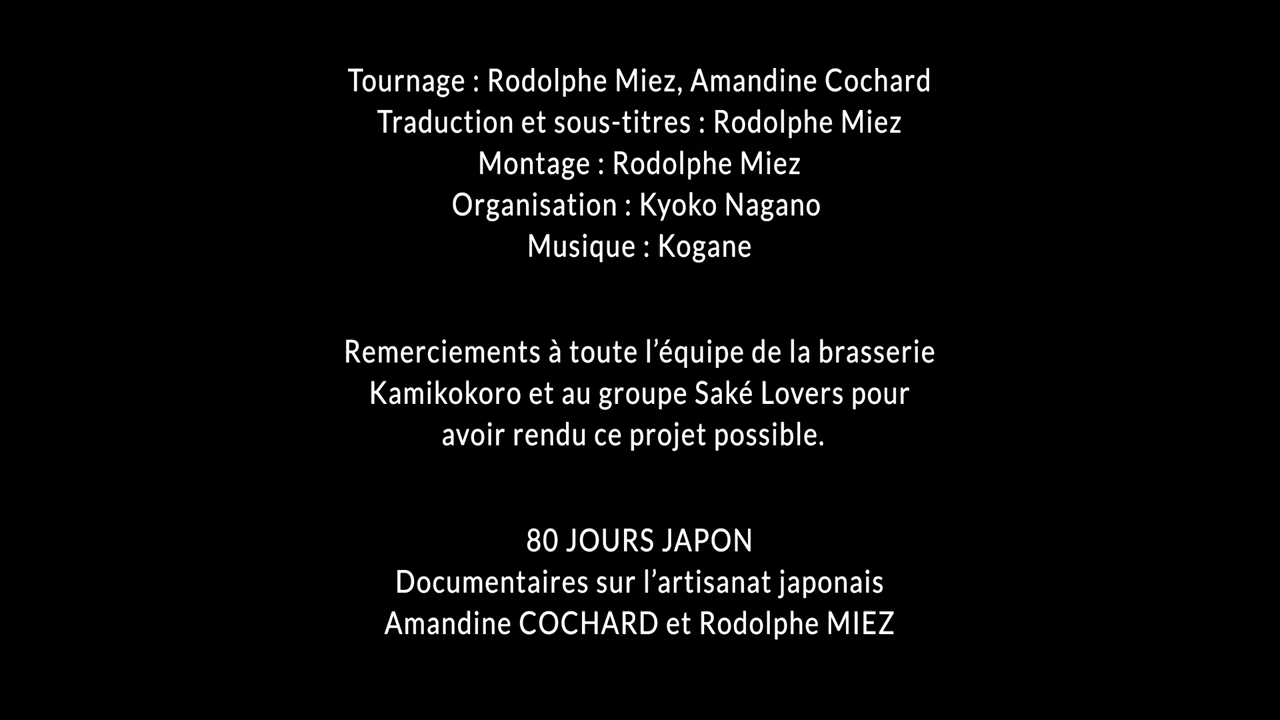 Tournage : Rodolphe Miez, Amandine Cochard
Traduction et sous-titres : Rodolphe Miez
Montage : Rodolphe Miez
Organisation : Kyoko Nagano
Musique : Kogane
Remerciements à toute l’équipe de la brasserie
Kamikokoro et au groupe Saké Lovers pour
avoir rendu ce projet possible.
80 JOURS JAPON
Documentaires sur l’artisanat japonais
Amandine COCHARD et Rodolphe MIEZ